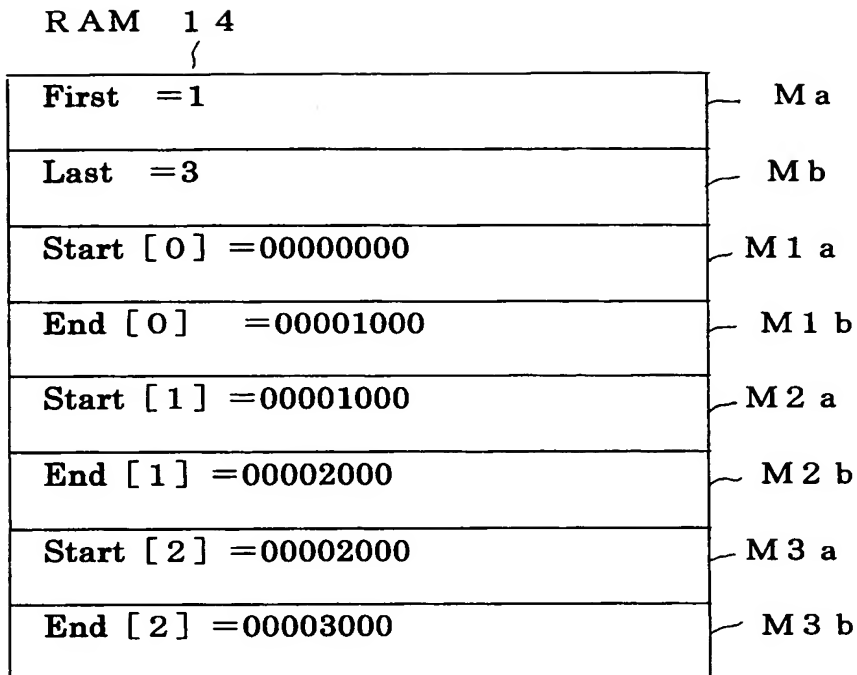 RAM 14
First =1 Ma
Last =3 Mb
Start [0] =00000000 M1a
End [0] =00001000 M1b
Start [1] =00001000 M2a
End [1] =00002000 M2b
Start [2] =00002000 M3a
End [2] =00003000 M3b